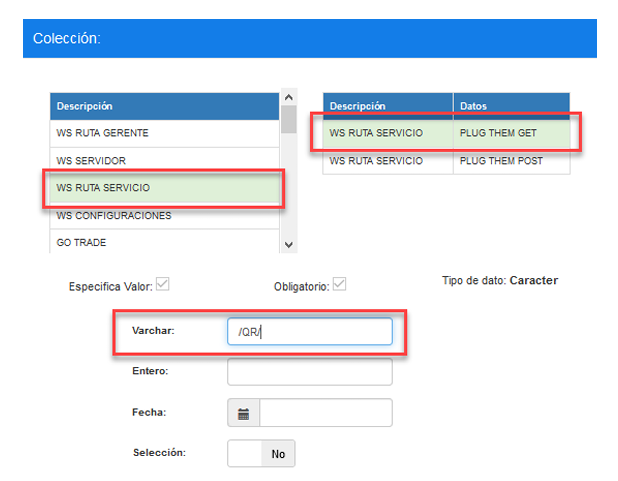 Colección:
Descripción
WS RUTA GERENTE
WS SERVIDOR
WS RUTA SERVICIO
WS CONFIGURACIONES
GO TRADE
Descripción Datos
WS RUTA SERVICIO PLUG THEM GET
WS RUTA SERVICIO PLUG THEM POST
Especifica Valor: Obligatorio: Tipo de dato: Caracter
Varchar: /QR/
Entero:
Fecha:
Selección: No